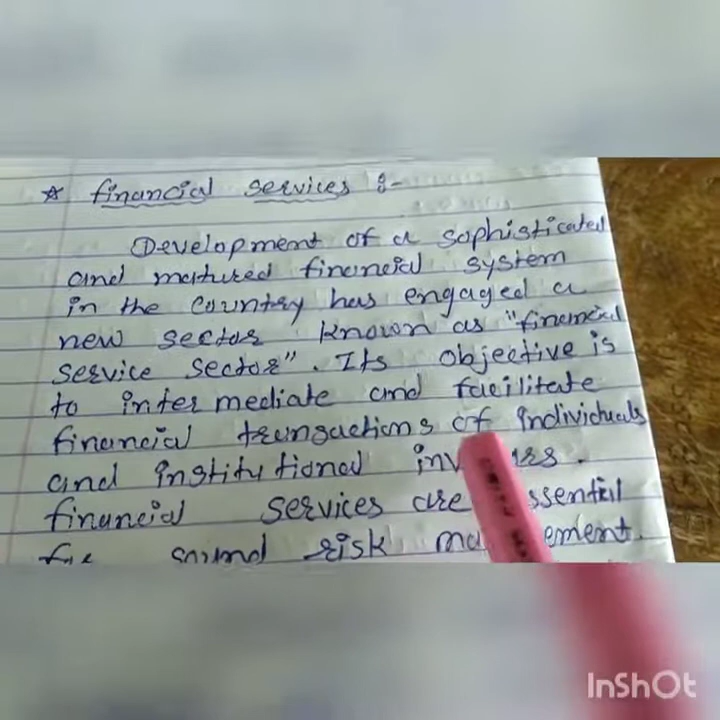 ☆ financial services :-
Development of a sophisticated
and matured financial system
in the country has engaged a
new sector known as "financial
service sector". Its objective is
to inter mediate and facilitate
financial transactions of individuals
and institutional
financial services are
sound risk
InShOt